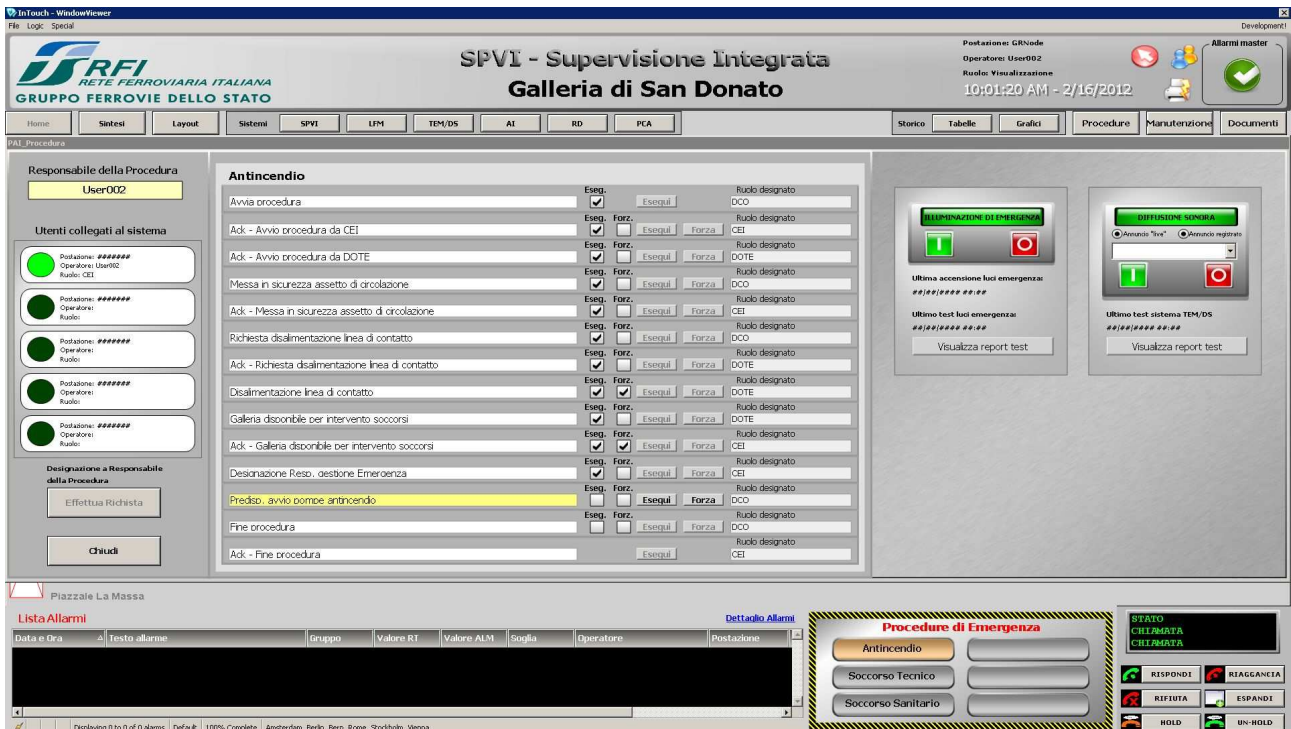 InTouch - WindowViewer
File Logic Special
Development!
RFI
RETE FERROVIARIA ITALIANA
GRUPPO FERROVIE DELLO STATO
SPVI - Supervisione Integrata
Galleria di San Donato
Postazione: GRNode
Operatore: User002
Ruolo: Visualizzazione
10:01:20 AM - 2/16/2012
Allarmi master
Home Sintesi Layout Sistemi SPVI LFM TEM/DS AI RD PCA Storico Tabelle Grafici Procedure Manutenzione Documenti
PAI_Procedura
Responsabile della Procedura
User002
Utenti collegati al sistema
Postazione: #######
Operatore: User002
Ruolo: CEI
Postazione: #######
Operatore:
Ruolo:
Postazione: #######
Operatore:
Ruolo:
Postazione: #######
Operatore:
Ruolo:
Postazione: #######
Operatore:
Ruolo:
Designazione a Responsabile
della Procedura
Effettua Richista
Chiudi
Antincendio
Eseg. Ruolo designato
Avvia procedura Esegui DCO
Eseg. Forz. Ruolo designato
Ack - Avvio procedura da CEI Esegui Forza CEI
Eseg. Forz. Ruolo designato
Ack - Avvio procedura da DOTE Esegui Forza DOTE
Eseg. Forz. Ruolo designato
Messa in sicurezza assetto di circolazione Esegui Forza DCO
Eseg. Forz. Ruolo designato
Ack - Messa in sicurezza assetto di circolazione Esegui Forza CEI
Eseg. Forz. Ruolo designato
Richiesta disalimentazione linea di contatto Esegui Forza DCO
Eseg. Forz. Ruolo designato
Ack - Richiesta disalimentazione linea di contatto Esegui Forza DOTE
Eseg. Forz. Ruolo designato
Disalimentazione linea di contatto Esegui Forza DOTE
Eseg. Forz. Ruolo designato
Galleria disponibile per intervento soccorsi Esegui Forza DOTE
Eseg. Forz. Ruolo designato
Ack - Galleria disponibile per intervento soccorsi Esegui Forza CEI
Eseg. Forz. Ruolo designato
Designazione Resp. gestione Emergenza Esegui Forza CEI
Eseg. Forz. Ruolo designato
Predisp. avvio pompe antincendio Esegui Forza DCO
Eseg. Forz. Ruolo designato
Fine procedura Esegui Forza DCO
Ruolo designato
Ack - Fine procedura Esegui CEI
ILLUMINAZIONE DI EMERGENZA
Ultima accensione luci emergenza:
##/##/#### ##:##
Ultimo test luci emergenza:
##/##/#### ##:##
Visualizza report test
DIFFUSIONE SONORA
Annuncio "live" Annuncio registrato
Ultimo test sistema TEM/DS
##/##/#### ##:##
Visualizza report test
Piazzale La Massa
Lista Allarmi
Dettaglio Allarmi
Data e Ora Testo allarme Gruppo Valore RT Valore ALM Soglia Operatore Postazione
Displaying 0 to 0 of 0 alarms Default 100% Complete Amsterdam, Berlin, Bern, Rome, Stockholm, Vienna
Procedure di Emergenza
Antincendio
Soccorso Tecnico
Soccorso Sanitario
STATO
CHIAMATA
CHIAMATA
RISPONDI RIAGGANCIA
RIFIUTA ESPANDI
HOLD UN-HOLD